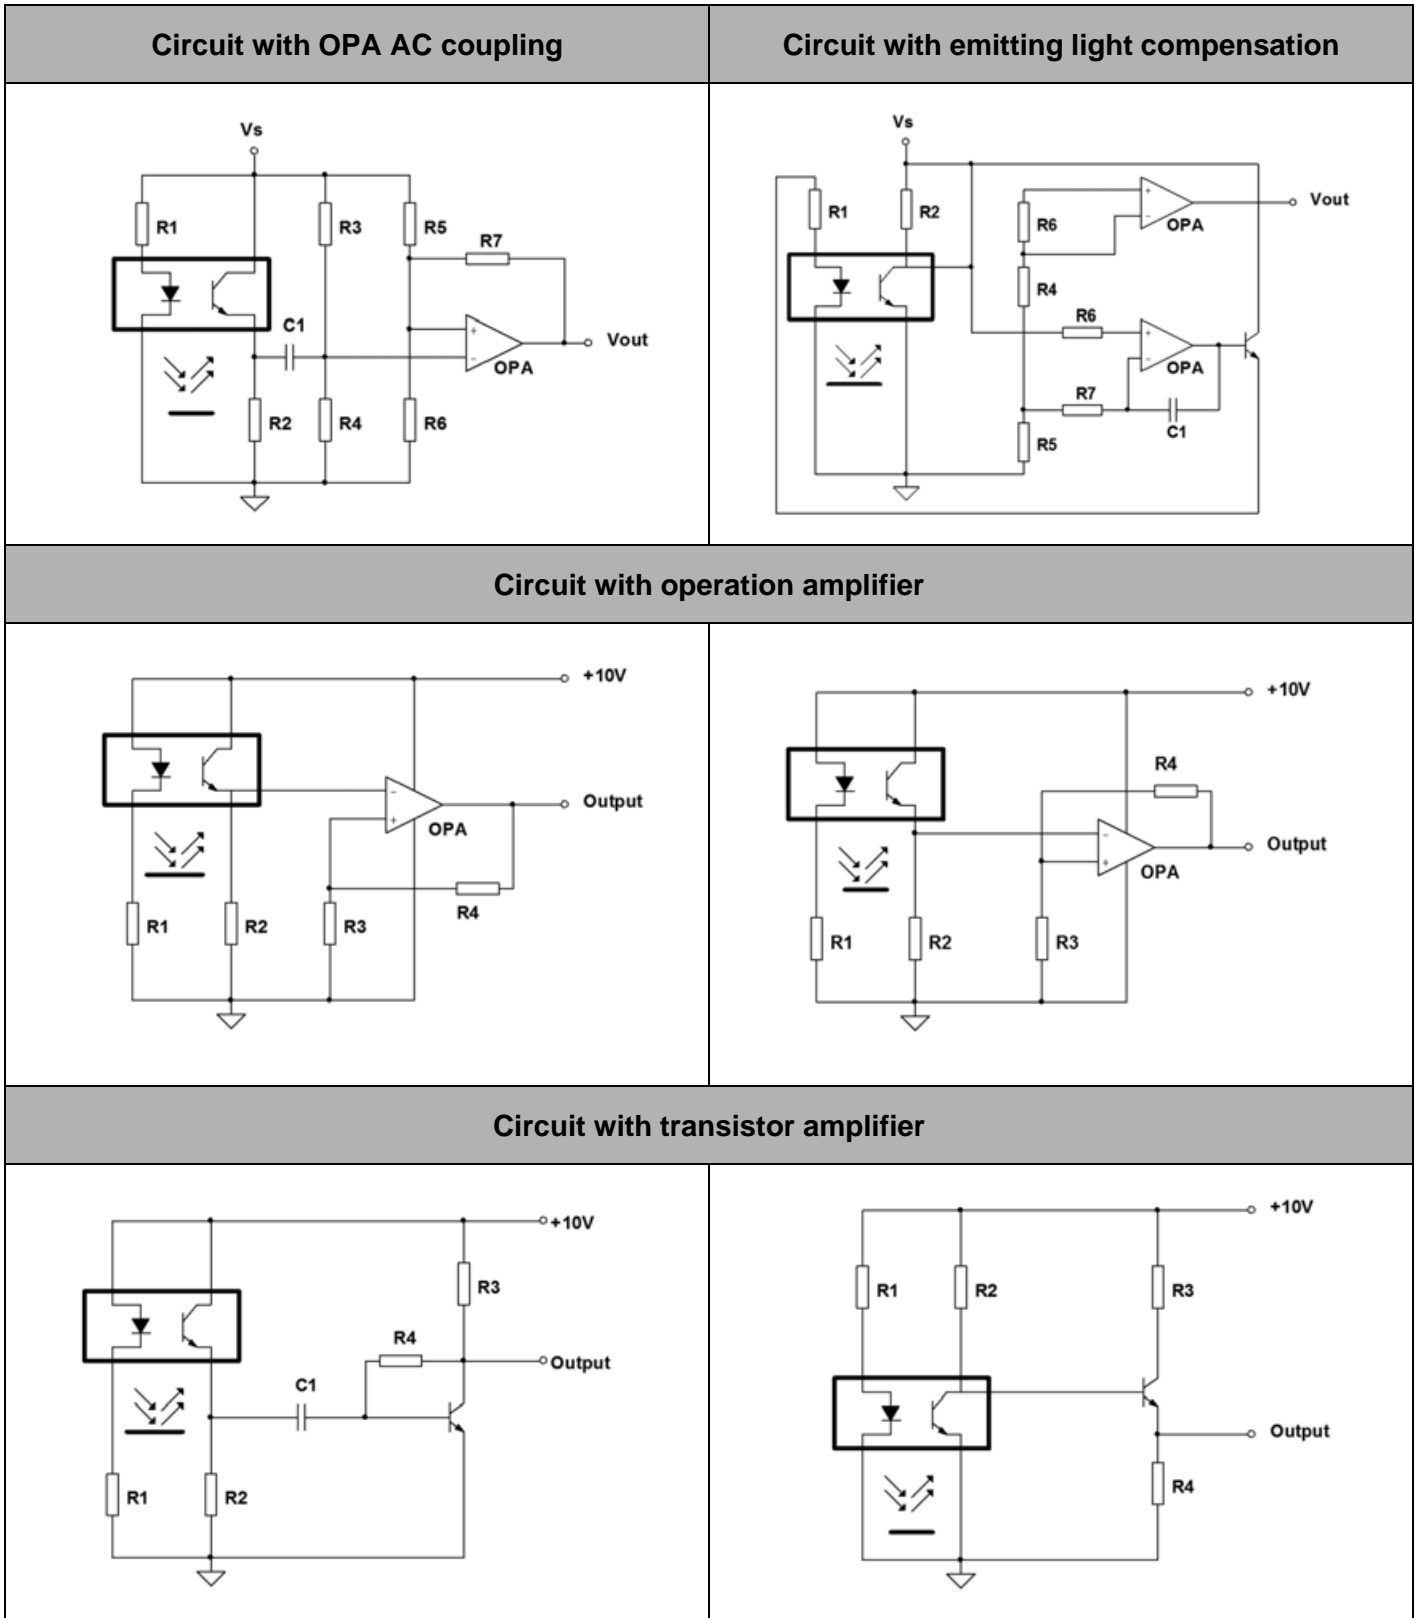 Circuit with OPA AC coupling
Circuit with emitting light compensation
Vs
R1
R3
R5
R7
C1
Vout
OPA
R2
R4
R6
Vs
R1
R2
R6
OPA
Vout
R4
R6
OPA
R7
C1
R5
Circuit with operation amplifier
+10V
Output
OPA
R4
R1
R2
R3
+10V
R4
Output
OPA
R1
R2
R3
Circuit with transistor amplifier
+10V
R3
R4
Output
C1
R1
R2
+10V
R1
R2
R3
Output
R4